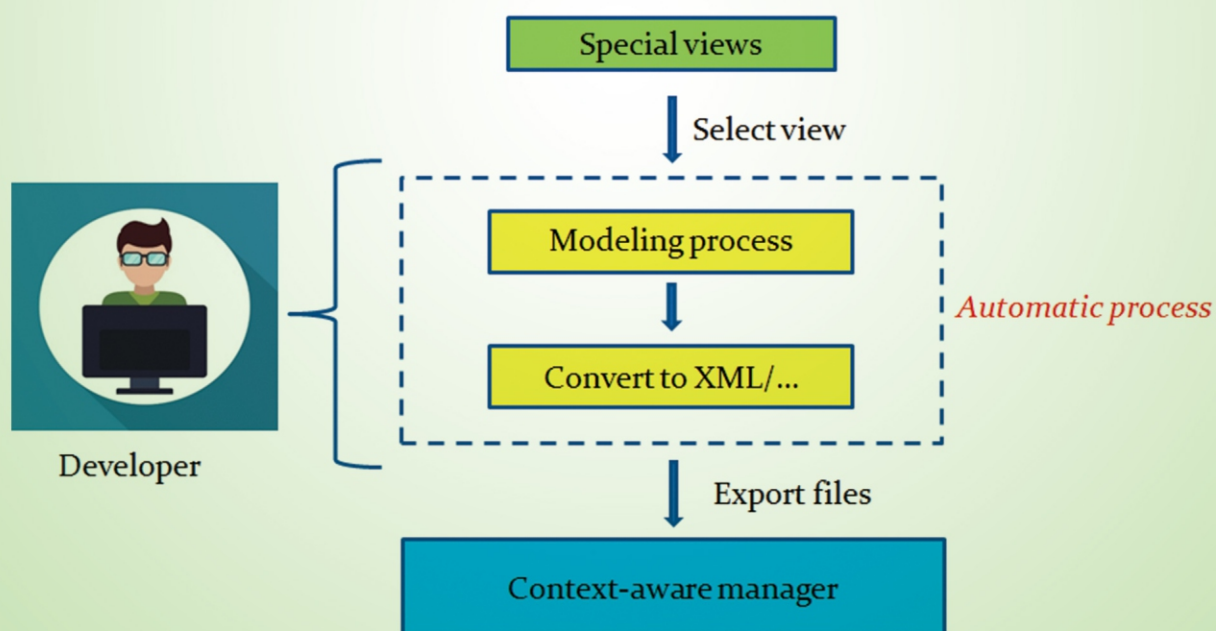 Special views
Select view
Modeling process
Automatic process
Convert to XML/...
Developer
Export files
Context-aware manager